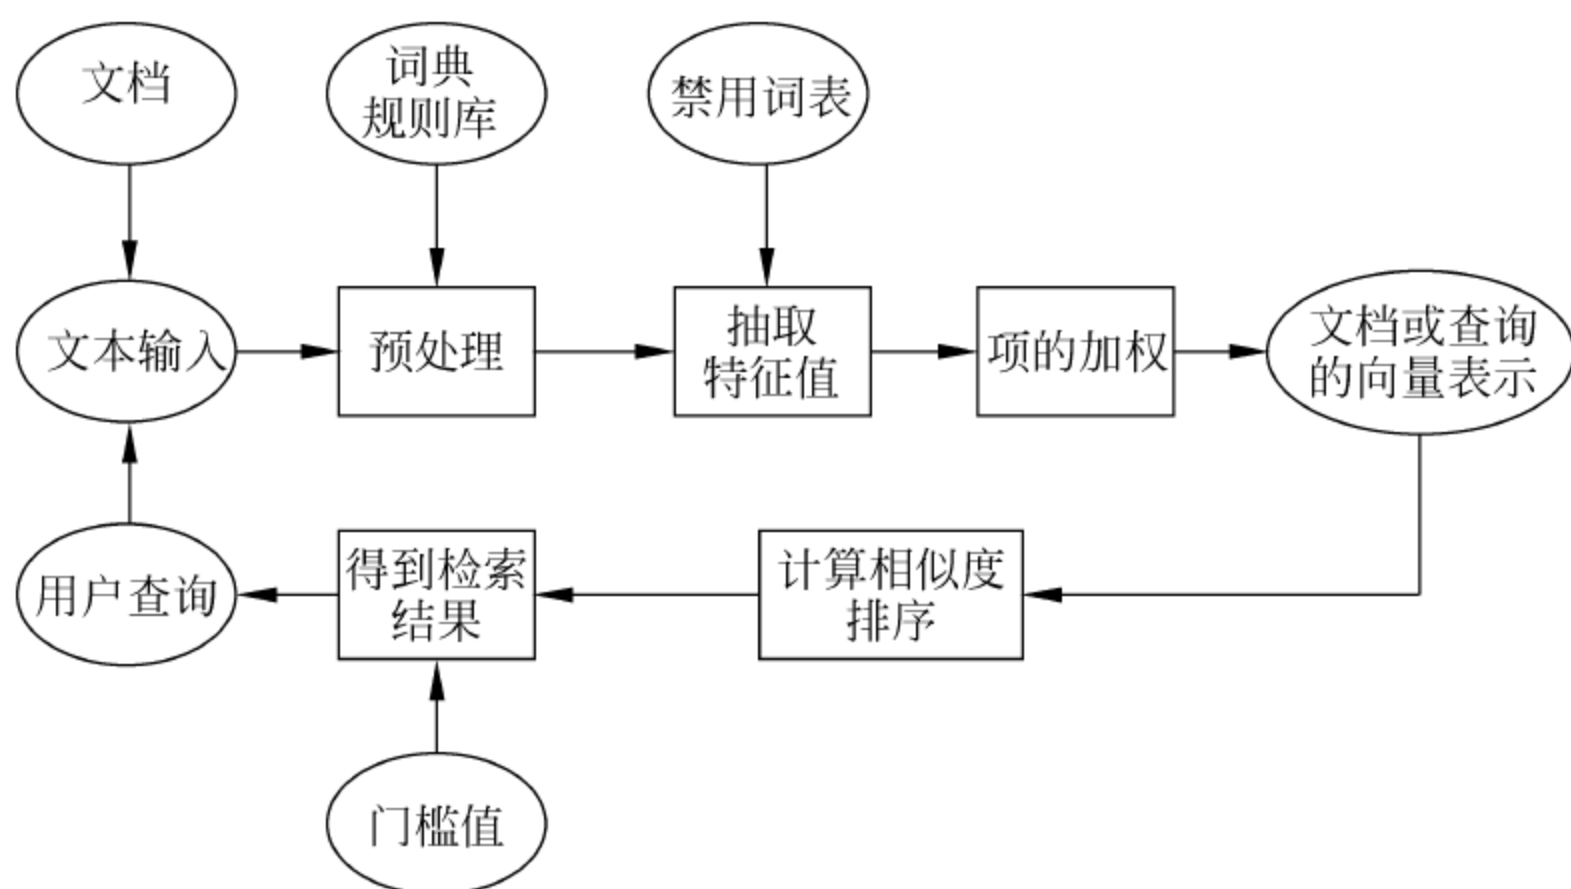 文档
词典
规则库
禁用词表
文本输入
预处理
抽取
特征值
项的加权
文档或查询
的向量表示
用户查询
得到检索
结果
计算相似度
排序
门槛值